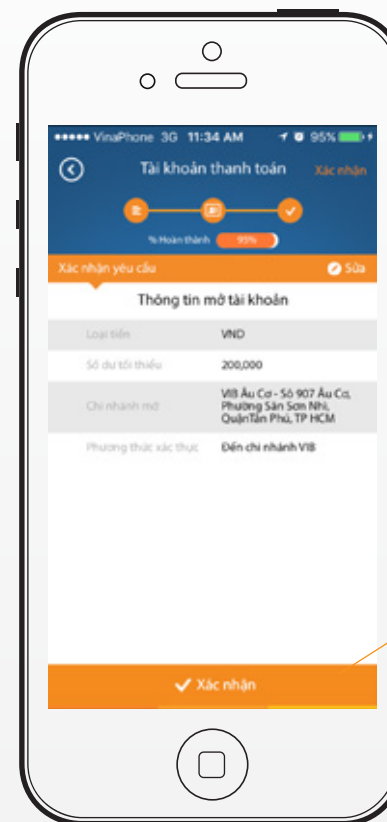 VinaPhone 3G 11:34 AM 95%
Tài khoản thanh toán Xác nhận
% Hoàn thành 95%
Xác nhận yêu cầu Sửa
Thông tin mở tài khoản
Loại tiền VND
Số dư tối thiểu 200,000
Chi nhánh mở VIB Âu Cơ - Số 907 Âu Cơ,
Phường Sân Sơn Nhì,
QuậnTân Phú, TP HCM
Phương thức xác thực Đến chi nhánh VIB
Xác nhận